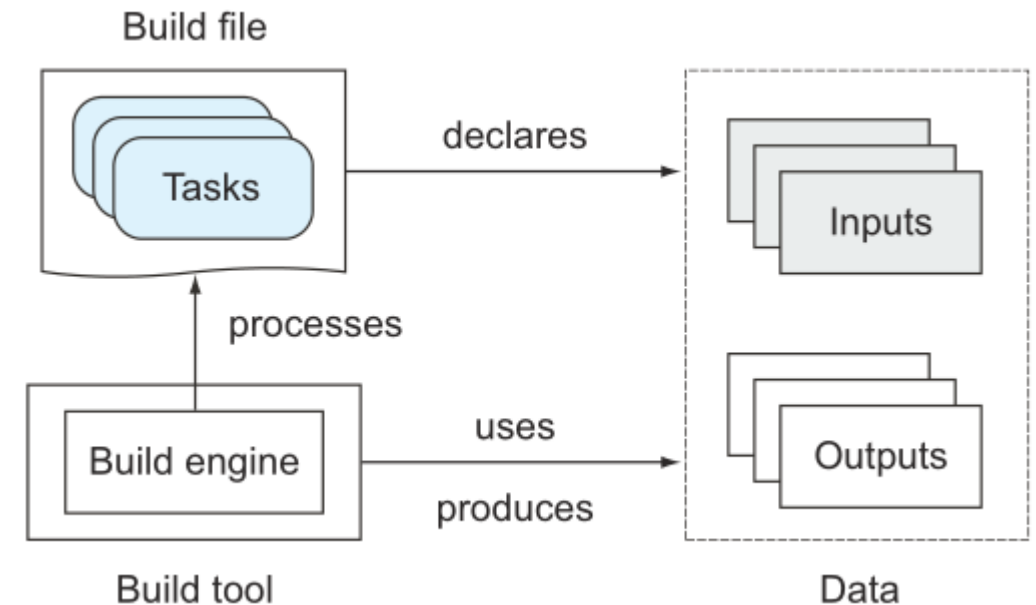 Build file
Tasks
declares
Inputs
processes
Build engine
uses
produces
Outputs
Build tool
Data